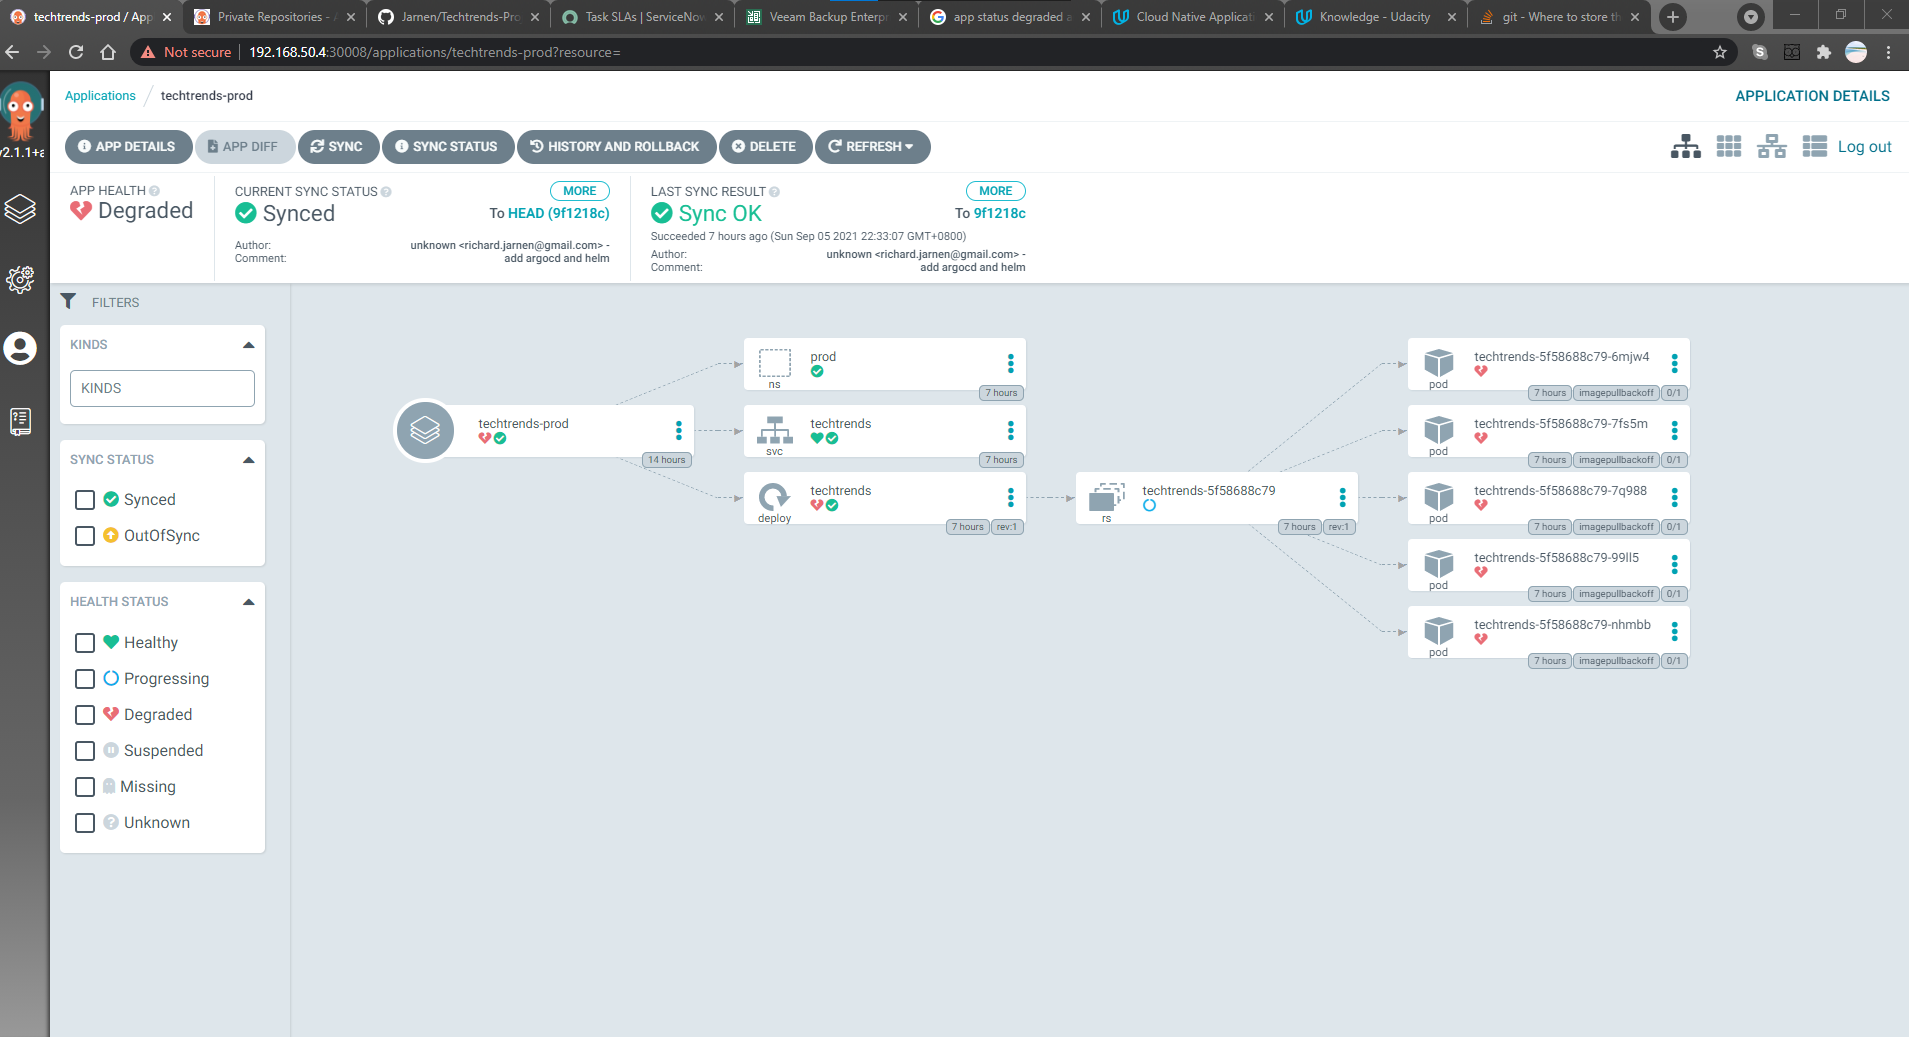 techtrends-prod / App
Private Repositories - A
Jarnen/Techtrends-Pro
Task SLAs | ServiceNow
Veeam Backup Enterpr
app status degraded a
Cloud Native Applicati
Knowledge - Udacity
git - Where to store th
Not secure 192.168.50.4:30008/applications/techtrends-prod?resource=
Applications / techtrends-prod
APPLICATION DETAILS
v2.1.1+a
APP DETAILS
APP DIFF
SYNC
SYNC STATUS
HISTORY AND ROLLBACK
DELETE
REFRESH
Log out
APP HEALTH
Degraded
CURRENT SYNC STATUS
MORE
Synced
To HEAD (9f1218c)
Author: unknown <richard.jarnen@gmail.com> -
Comment: add argocd and helm
LAST SYNC RESULT
MORE
Sync OK
To 9f1218c
Succeeded 7 hours ago (Sun Sep 05 2021 22:33:07 GMT+0800)
Author: unknown <richard.jarnen@gmail.com> -
Comment: add argocd and helm
FILTERS
KINDS
KINDS
SYNC STATUS
Synced
OutOfSync
HEALTH STATUS
Healthy
Progressing
Degraded
Suspended
Missing
Unknown
techtrends-prod
14 hours
prod
ns
7 hours
techtrends
svc
7 hours
techtrends
deploy
7 hours rev:1
techtrends-5f58688c79
rs
7 hours rev:1
techtrends-5f58688c79-6mjw4
pod
7 hours imagepullbackoff 0/1
techtrends-5f58688c79-7fs5m
pod
7 hours imagepullbackoff 0/1
techtrends-5f58688c79-7q988
pod
7 hours imagepullbackoff 0/1
techtrends-5f58688c79-99ll5
pod
7 hours imagepullbackoff 0/1
techtrends-5f58688c79-nhmbb
pod
7 hours imagepullbackoff 0/1